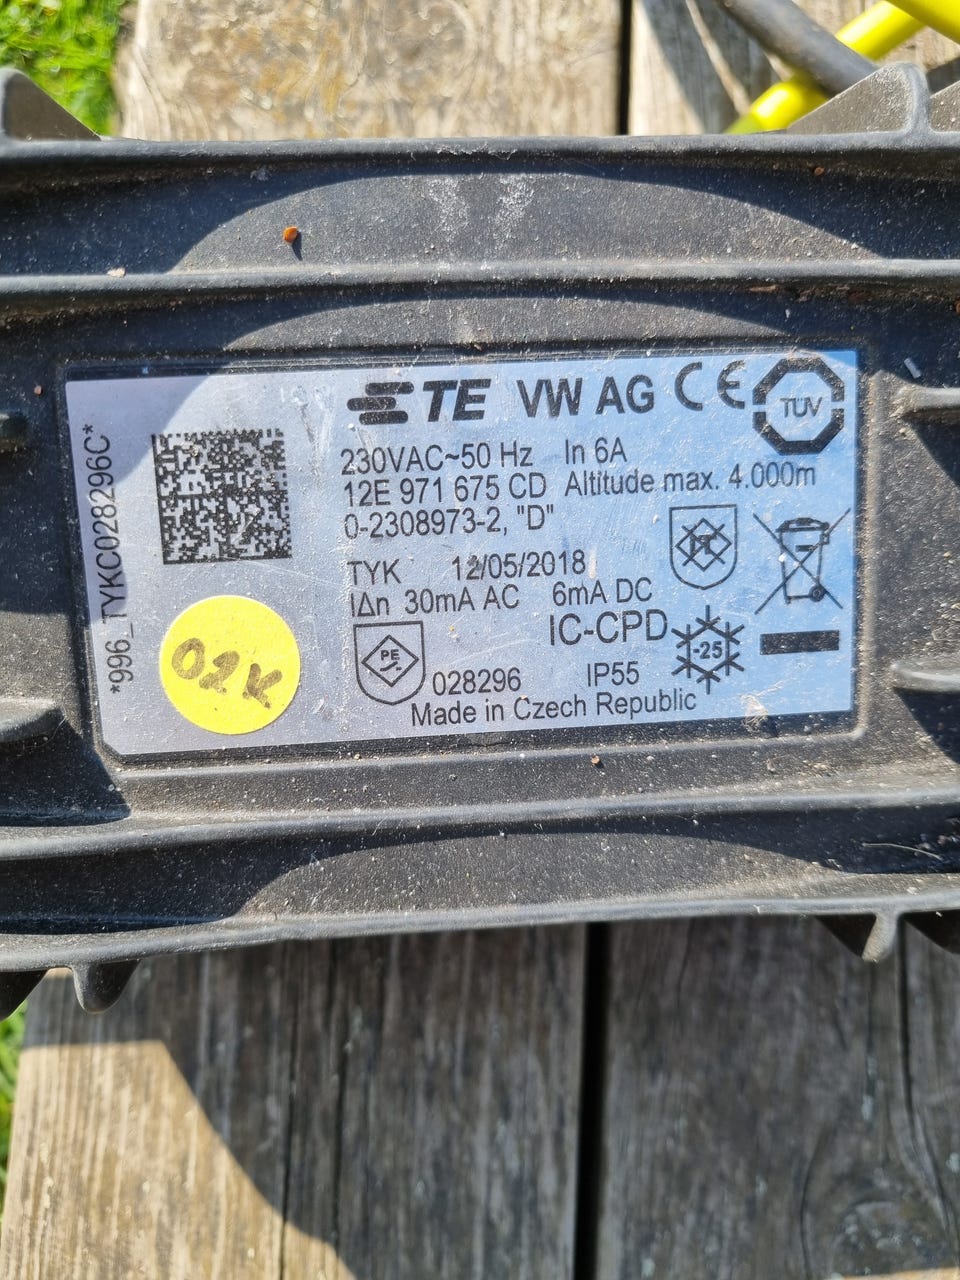 *996_TYKC028296C*
TE VW AG CE TÜV
230VAC~50 Hz In 6A
12E 971 675 CD Altitude max. 4.000m
0-2308973-2, "D"
TYK 12/05/2018
I∆n 30mA AC 6mA DC
IC-CPD -25
PE
028296 IP55
Made in Czech Republic
02K